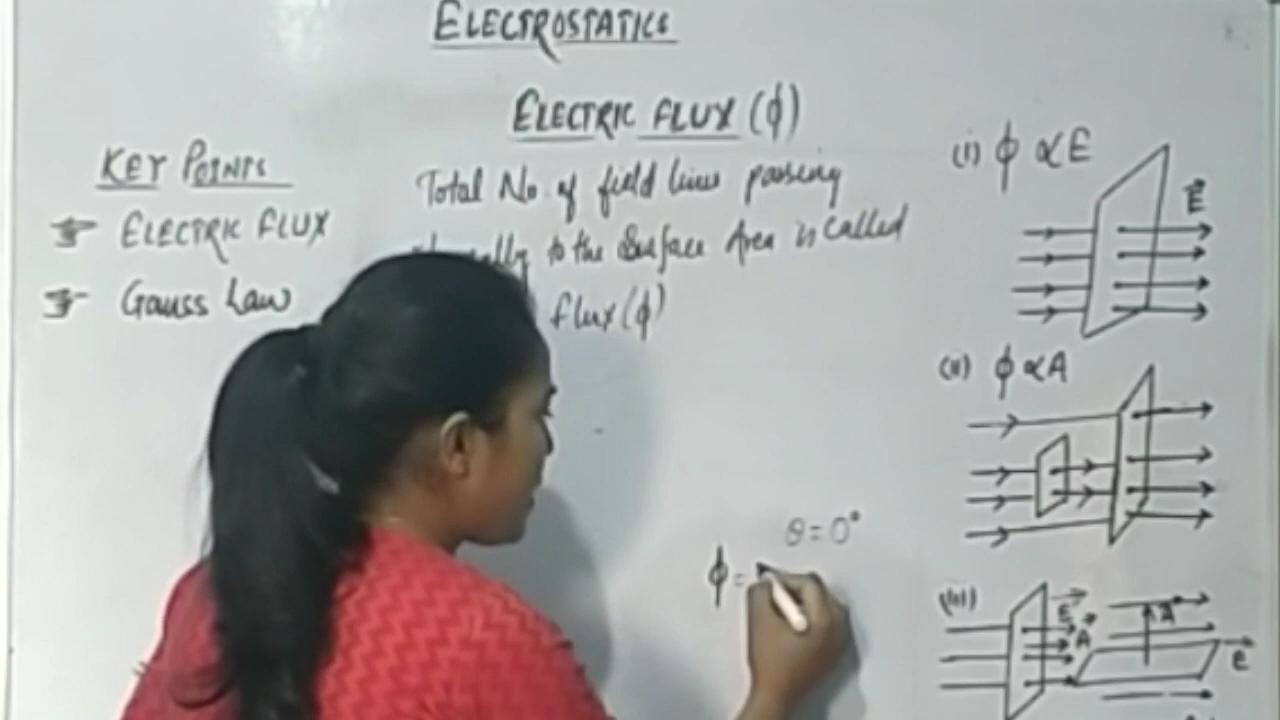 ELECTROSTATICS
ELECTRIC FLUX (ϕ)
KEY POINTS
ELECTRIC FLUX
Gauss Law
Total No. of field line passing
to the Surface Area is Called
flux (ϕ)
θ = 0°
ϕ =
(i) ϕ ∝ E
E
(ii) ϕ ∝ A
(iii)
E
A
A
E